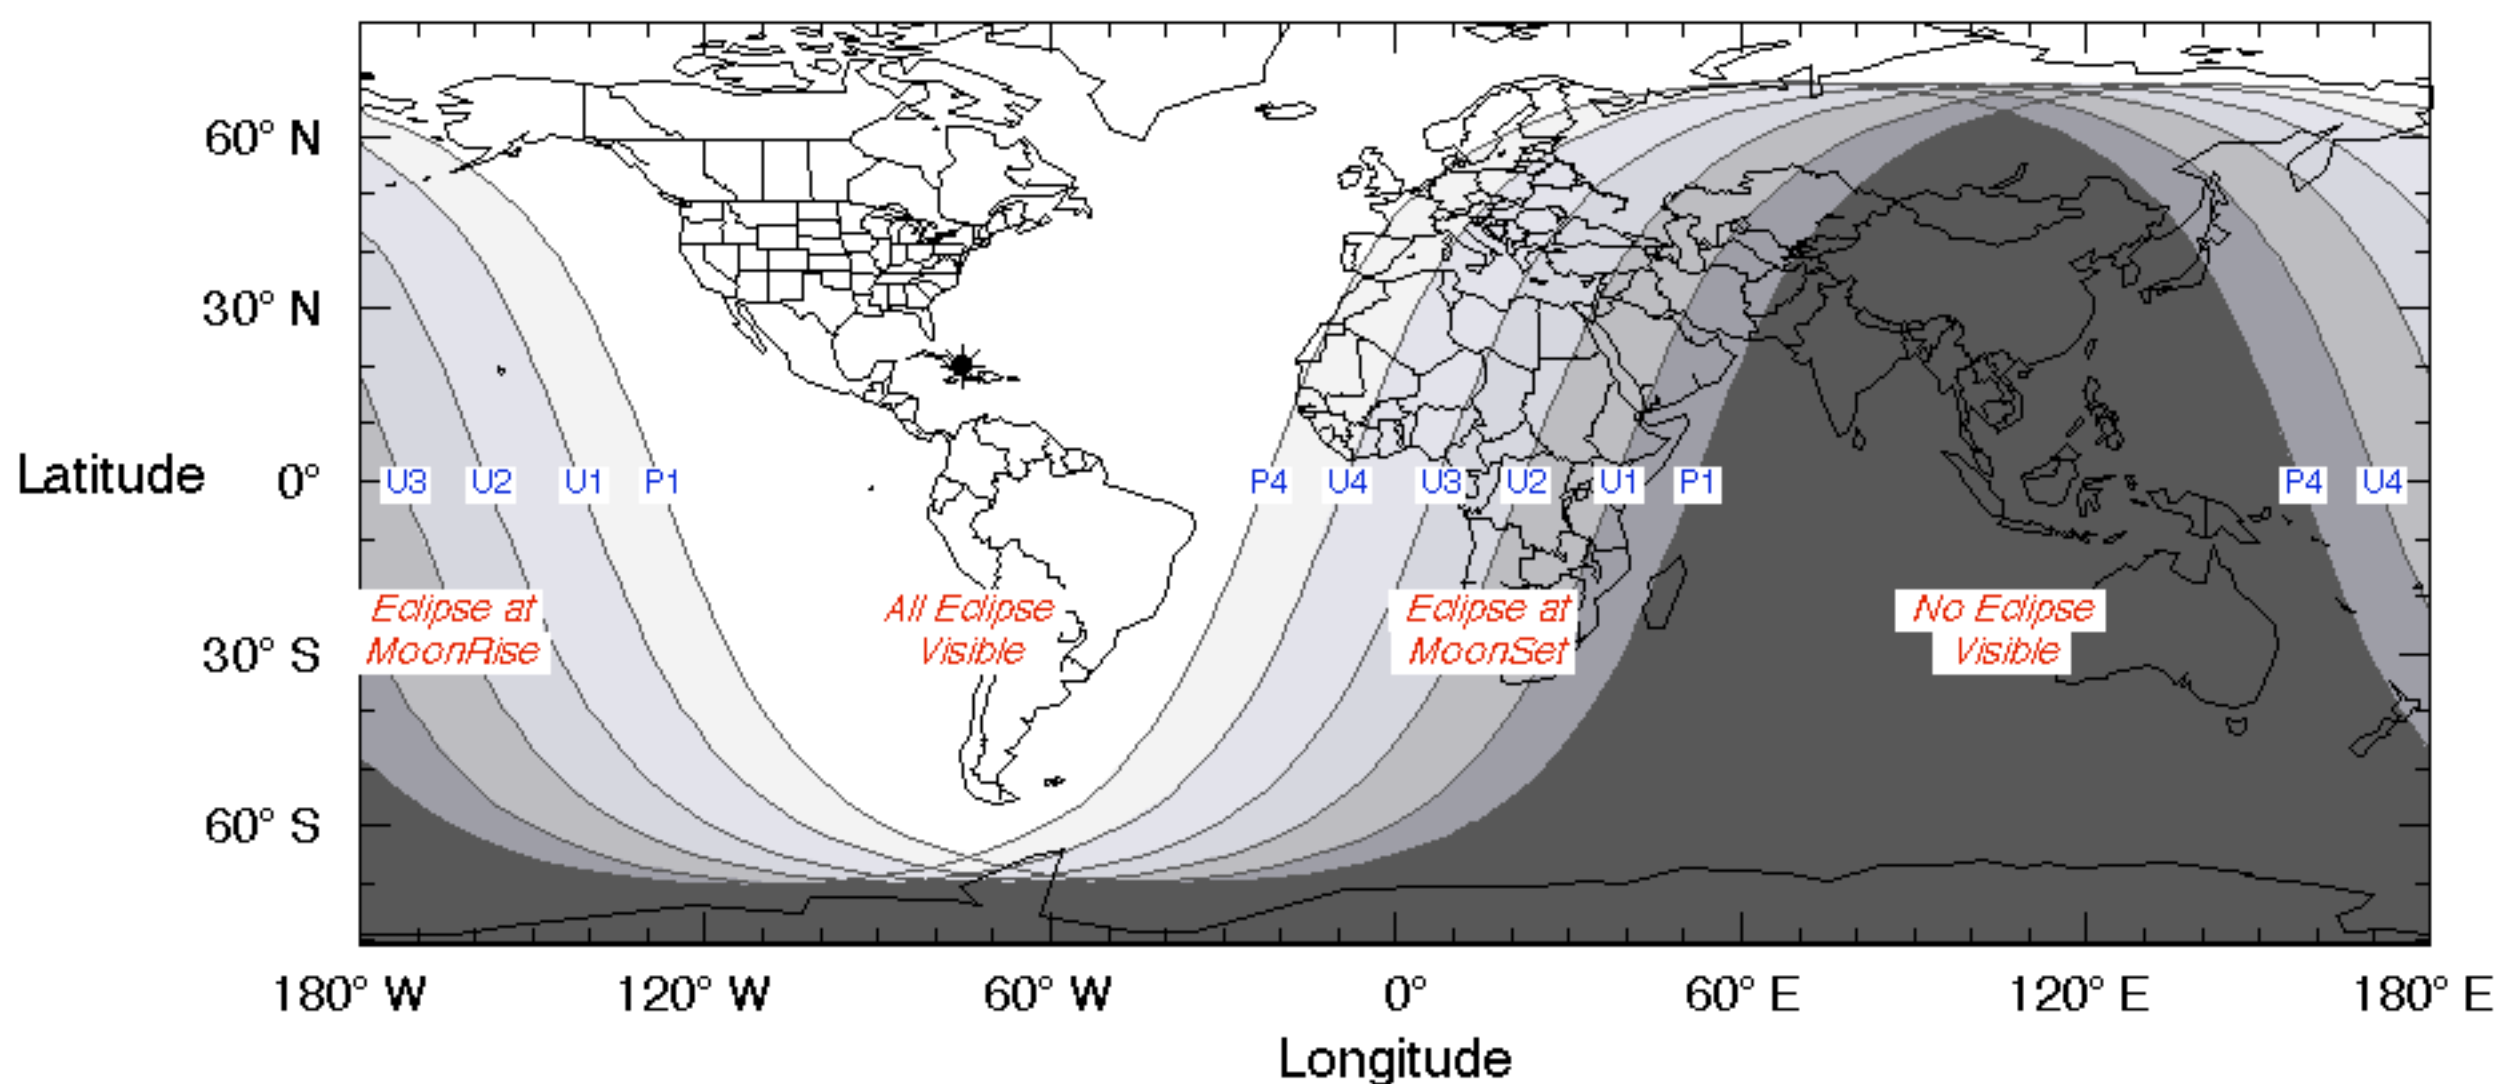 60° N
30° N
Latitude 0°
U3 U2 U1 P1 P4 U4 U3 U2 U1 P1 P4 U4
Eclipse at
MoonRise
All Eclipse
Visible
Eclipse at
MoonSet
No Eclipse
Visible
30° S
60° S
180° W 120° W 60° W 0° 60° E 120° E 180° E
Longitude